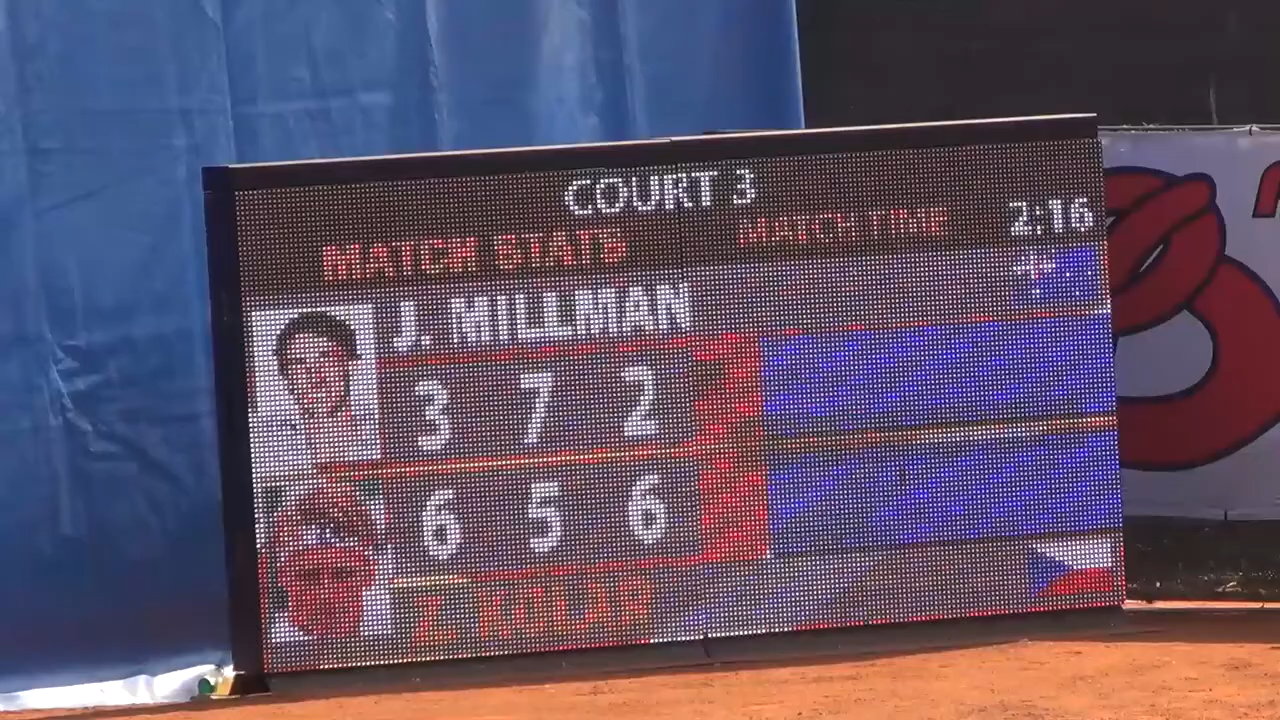 COURT 3
MATCH STATS MATCH TIME 2:16
J. MILLMAN
3 7 2
6 5 6
Z KOLAR